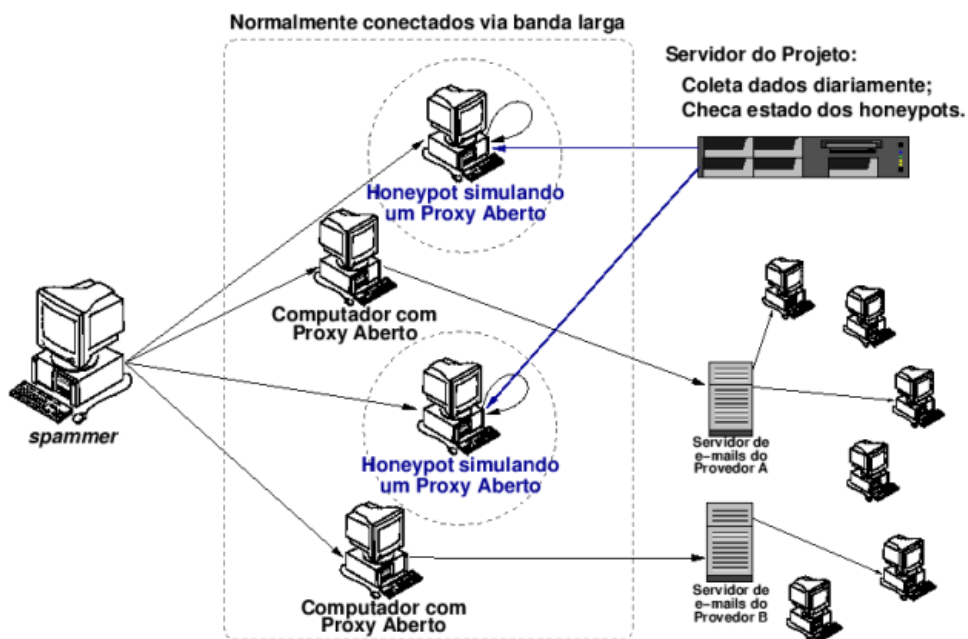 Normalmente conectados via banda larga
Servidor do Projeto:
Coleta dados diariamente;
Checa estado dos honeypots.
Honeypot simulando
um Proxy Aberto
Computador com
Proxy Aberto
spammer
Honeypot simulando
um Proxy Aberto
Servidor de
e-mails do
Provedor A
Computador com
Proxy Aberto
Servidor de
e-mails do
Provedor B